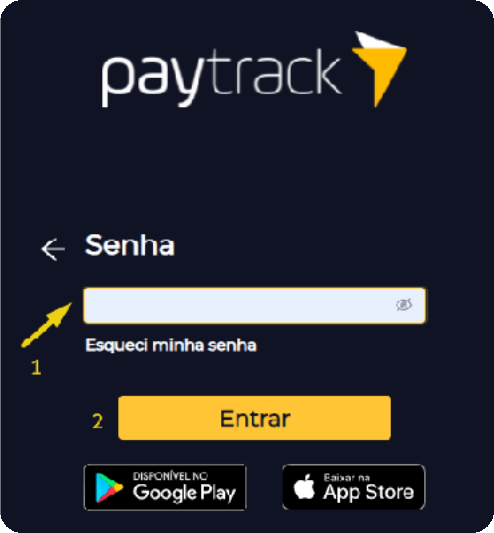 paytrack
Senha
Esqueci minha senha
1
2
Entrar
DISPONÍVEL NO
Google Play
Baixar na
App Store